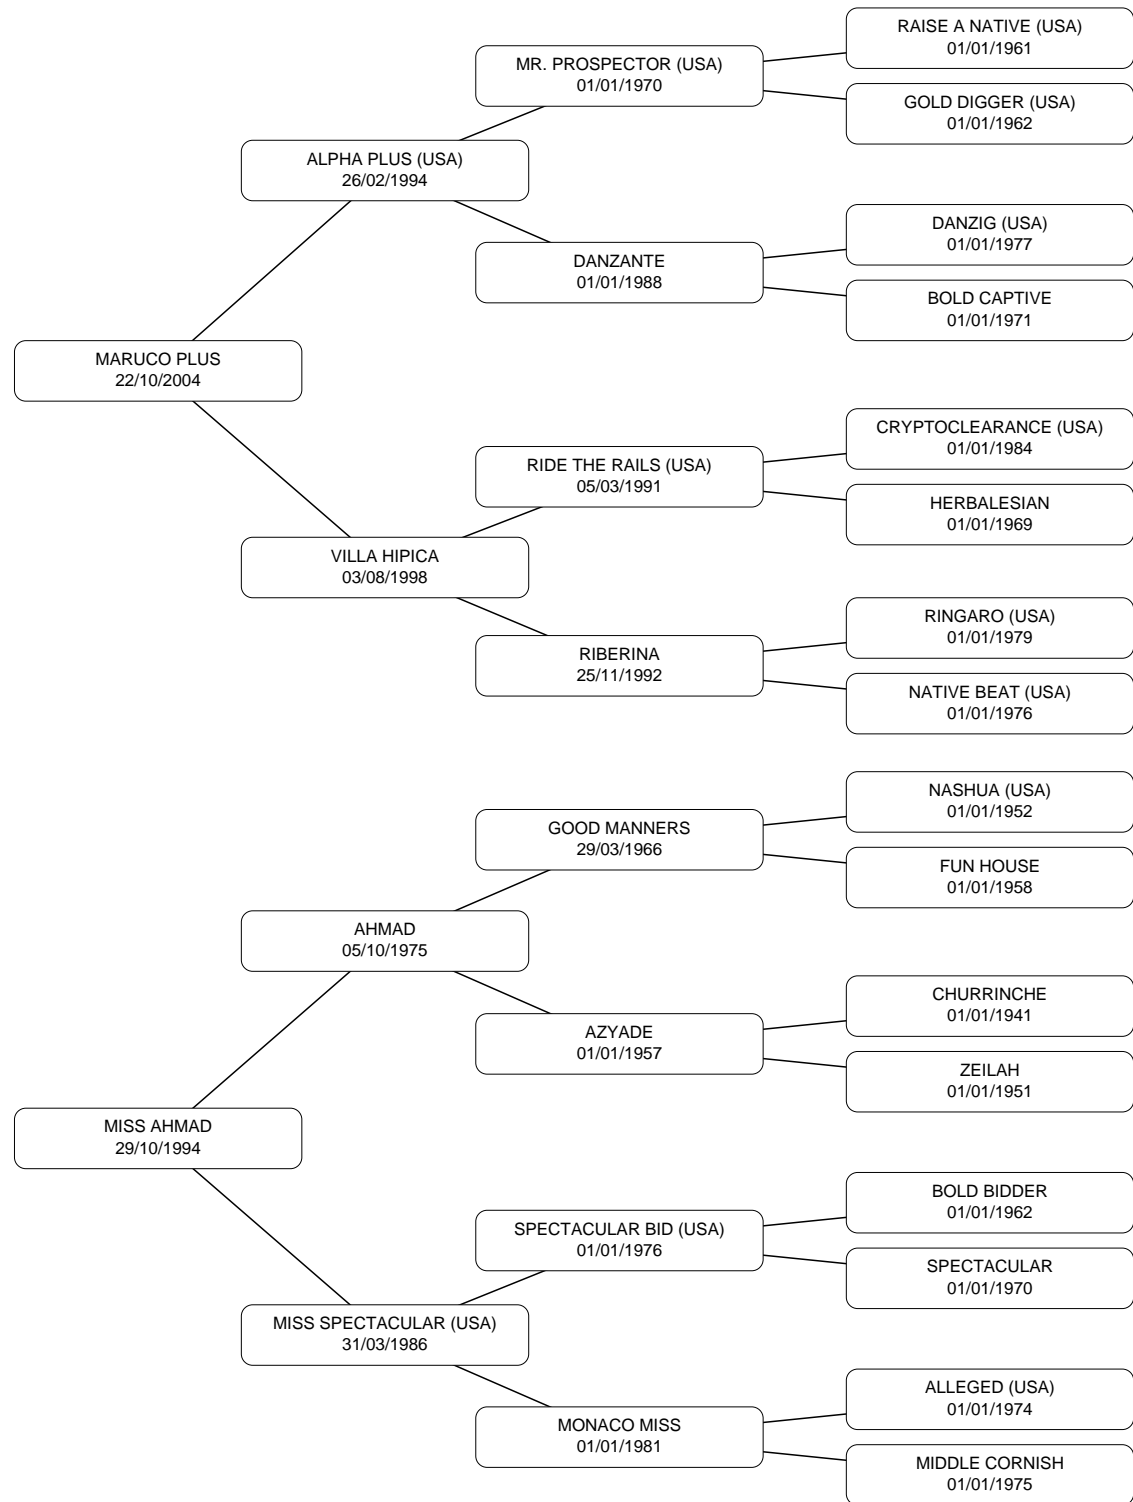 RAISE A NATIVE (USA)
01/01/1961
MR. PROSPECTOR (USA)
01/01/1970
GOLD DIGGER (USA)
01/01/1962
ALPHA PLUS (USA)
26/02/1994
DANZIG (USA)
01/01/1977
DANZANTE
01/01/1988
BOLD CAPTIVE
01/01/1971
MARUCO PLUS
22/10/2004
CRYPTOCLEARANCE (USA)
01/01/1984
RIDE THE RAILS (USA)
05/03/1991
HERBALESIAN
01/01/1969
VILLA HIPICA
03/08/1998
RINGARO (USA)
01/01/1979
RIBERINA
25/11/1992
NATIVE BEAT (USA)
01/01/1976
NASHUA (USA)
01/01/1952
GOOD MANNERS
29/03/1966
FUN HOUSE
01/01/1958
AHMAD
05/10/1975
CHURRINCHE
01/01/1941
AZYADE
01/01/1957
ZEILAH
01/01/1951
MISS AHMAD
29/10/1994
BOLD BIDDER
01/01/1962
SPECTACULAR BID (USA)
01/01/1976
SPECTACULAR
01/01/1970
MISS SPECTACULAR (USA)
31/03/1986
ALLEGED (USA)
01/01/1974
MONACO MISS
01/01/1981
MIDDLE CORNISH
01/01/1975